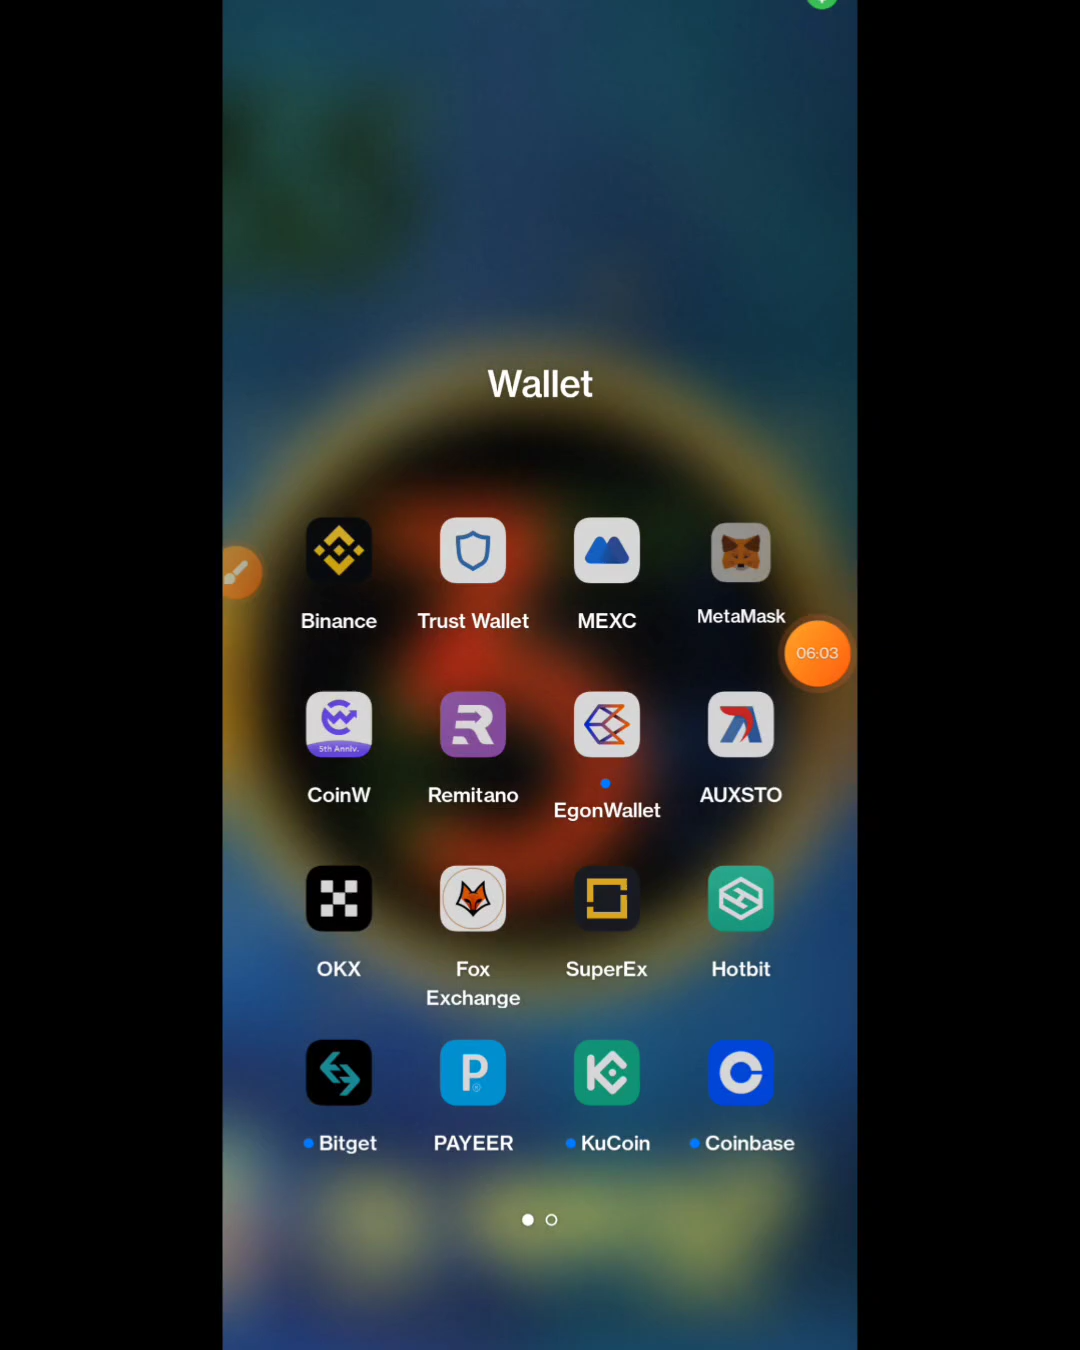 Wallet
Binance
Trust Wallet
MEXC
MetaMask
06:03
5th Anniv.
CoinW
Remitano
EgonWallet
AUXSTO
OKX
Fox
Exchange
SuperEx
Hotbit
Bitget
PAYEER
KuCoin
Coinbase